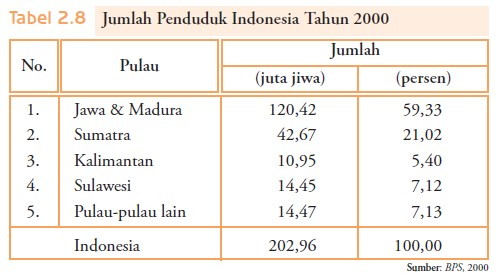 Tabel 2.8 Jumlah Penduduk Indonesia Tahun 2000
No. Pulau Jumlah
(juta jiwa) (persen)
1. Jawa & Madura 120,42 59,33
2. Sumatra 42,67 21,02
3. Kalimantan 10,95 5,40
4. Sulawesi 14,45 7,12
5. Pulau-pulau lain 14,47 7,13
Indonesia 202,96 100,00
Sumber: BPS, 2000